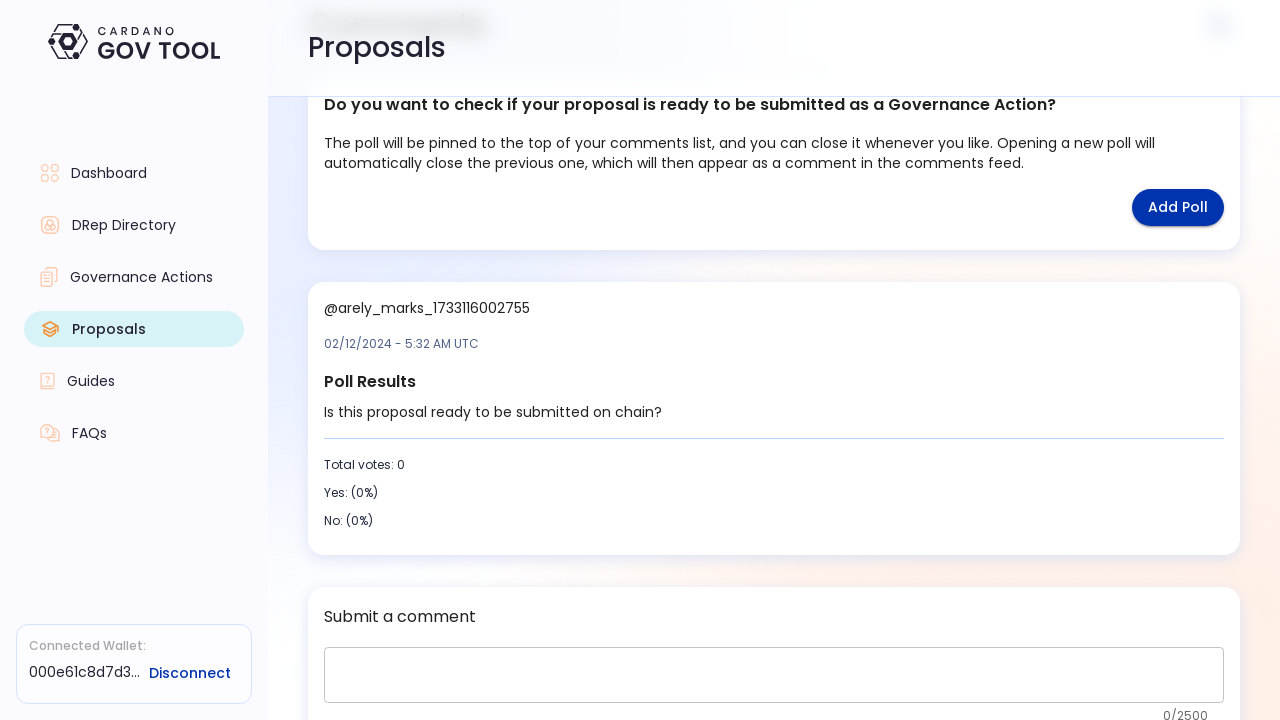 CARDANO
GOV TOOL
Dashboard
DRep Directory
Governance Actions
Proposals
Guides
FAQs
Connected Wallet:
000e61c8d7d3... Disconnect
Proposals
Do you want to check if your proposal is ready to be submitted as a Governance Action?
The poll will be pinned to the top of your comments list, and you can close it whenever you like. Opening a new poll will
automatically close the previous one, which will then appear as a comment in the comments feed.
Add Poll
@arely_marks_1733116002755
02/12/2024 - 5:32 AM UTC
Poll Results
Is this proposal ready to be submitted on chain?
Total votes: 0
Yes: (0%)
No: (0%)
Submit a comment
0/2500